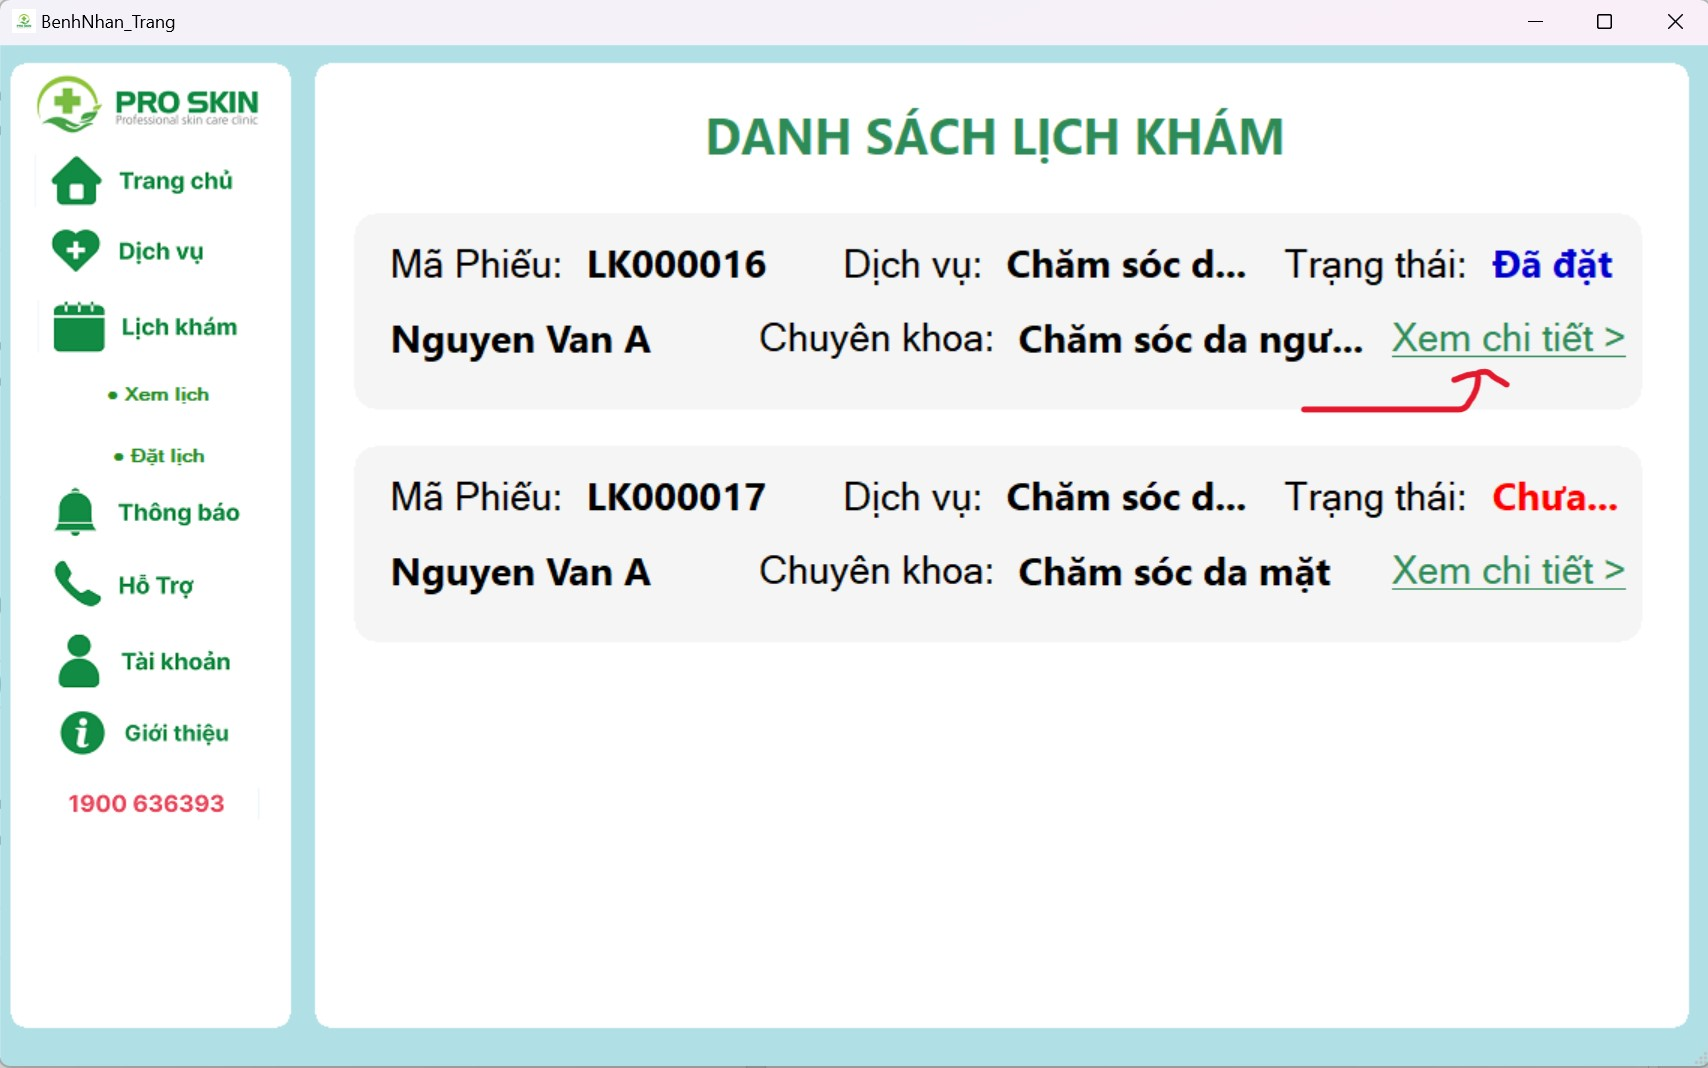 BenhNhan_Trang
PRO SKIN
Professional skin care clinic
Trang chủ
Dịch vụ
Lịch khám
• Xem lịch
• Đặt lịch
Thông báo
Hỗ Trợ
Tài khoản
Giới thiệu
1900 636393
DANH SÁCH LỊCH KHÁM
Mã Phiếu: LK000016 Dịch vụ: Chăm sóc d... Trạng thái: Đã đặt
Nguyen Van A Chuyên khoa: Chăm sóc da ngư... Xem chi tiết >
Mã Phiếu: LK000017 Dịch vụ: Chăm sóc d... Trạng thái: Chưa...
Nguyen Van A Chuyên khoa: Chăm sóc da mặt Xem chi tiết >